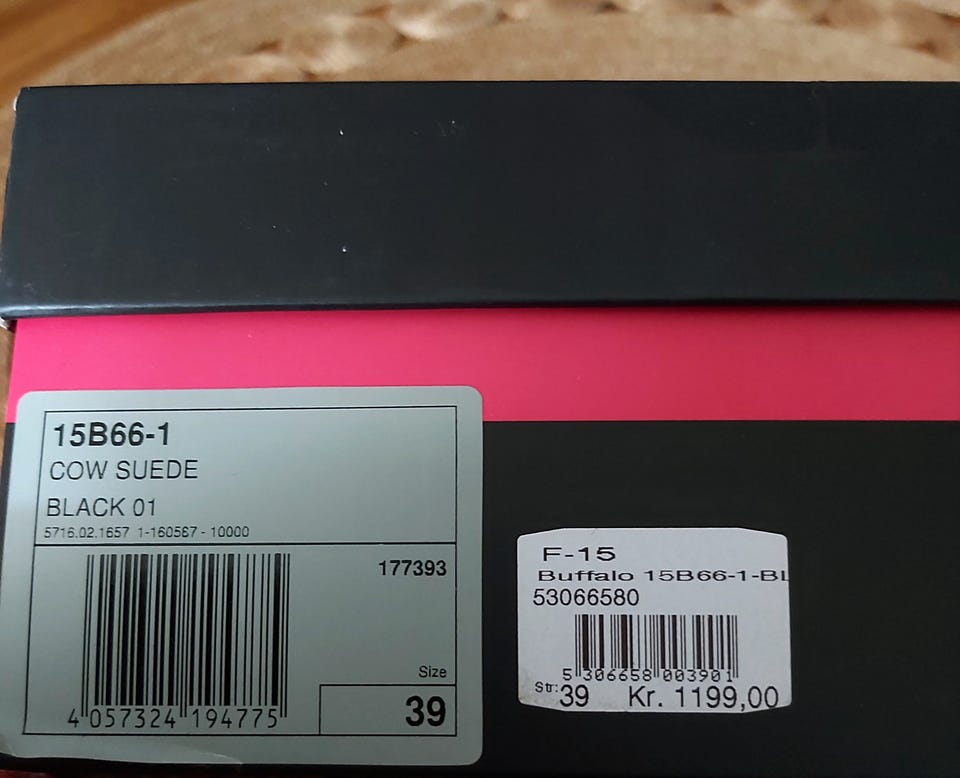 15B66-1
COW SUEDE
BLACK 01
5716.02.1657 1-160587 - 10000
177393
Size
39
4 057324 194775
F-15
Buffalo 15B66-1-BL
53066580
5 306658 003901
Str: 39 Kr. 1199,00